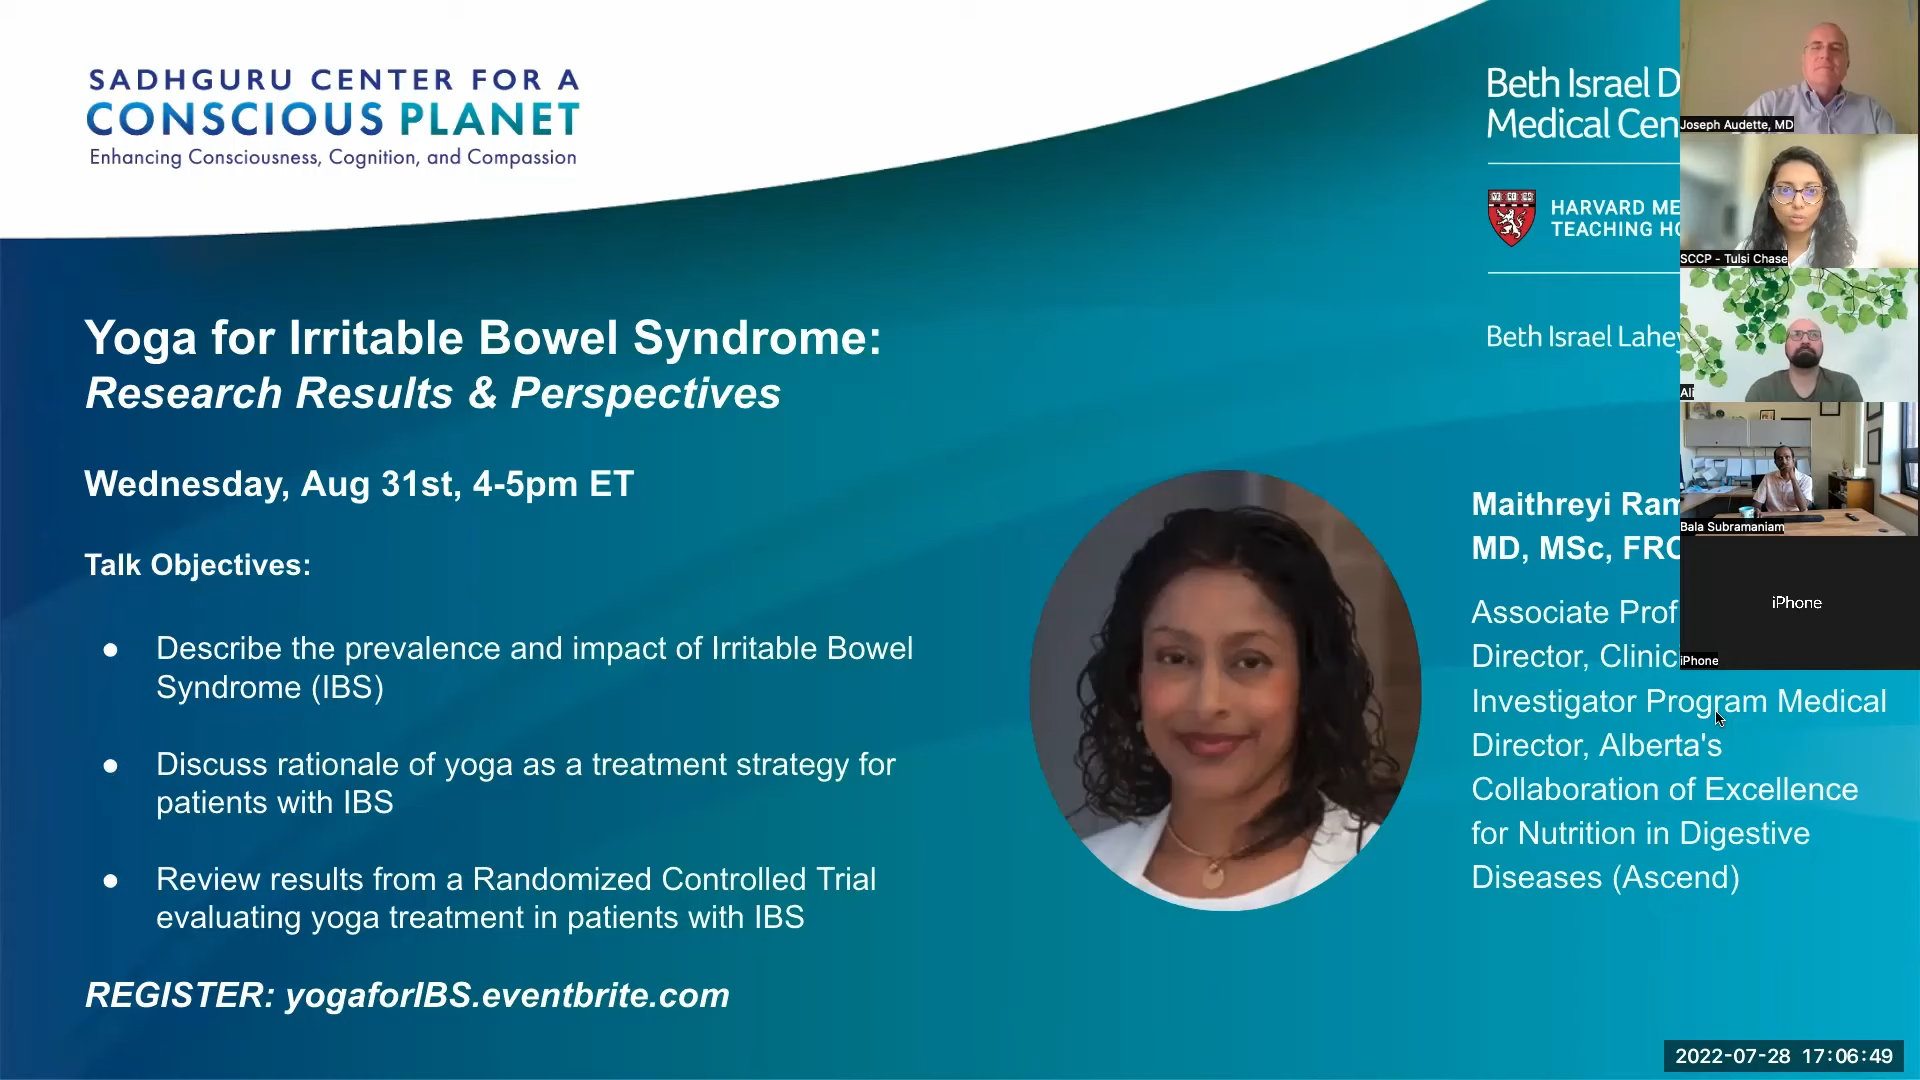 SADHGURU CENTER FOR A
CONSCIOUS PLANET
Enhancing Consciousness, Cognition, and Compassion
Yoga for Irritable Bowel Syndrome:
Research Results & Perspectives
Wednesday, Aug 31st, 4-5pm ET
Talk Objectives:
● Describe the prevalence and impact of Irritable Bowel
Syndrome (IBS)
● Discuss rationale of yoga as a treatment strategy for
patients with IBS
● Review results from a Randomized Controlled Trial
evaluating yoga treatment in patients with IBS
REGISTER: yogaforIBS.eventbrite.com
Beth Israel D
Medical Cen
HARVARD ME
TEACHING HO
Beth Israel Lahey
Maithreyi Ram
MD, MSc, FRC
Associate Prof
Director, Clinic
Investigator Program Medical
Director, Alberta's
Collaboration of Excellence
for Nutrition in Digestive
Diseases (Ascend)
Joseph Audette, MD
SCCP - Tulsi Chase
Ali
Bala Subramaniam
iPhone
iPhone
2022-07-28 17:06:49